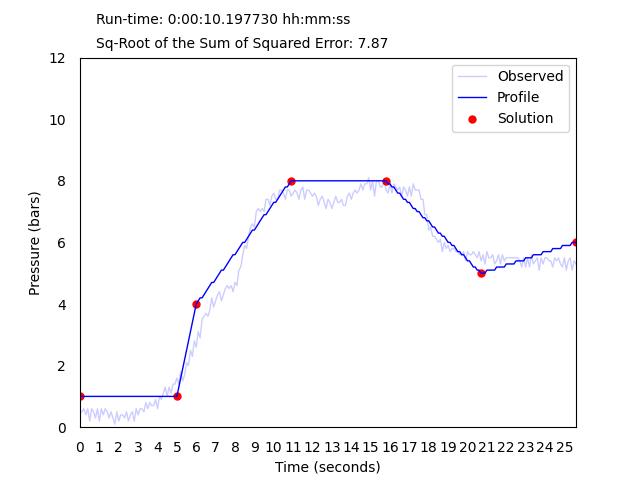 Run-time: 0:00:10.197730 hh:mm:ss
Sq-Root of the Sum of Squared Error: 7.87
12
10
8
6
4
2
0
Pressure (bars)
Observed
Profile
Solution
0 1 2 3 4 5 6 7 8 9 10 11 12 13 14 15 16 17 18 19 20 21 22 23 24 25
Time (seconds)